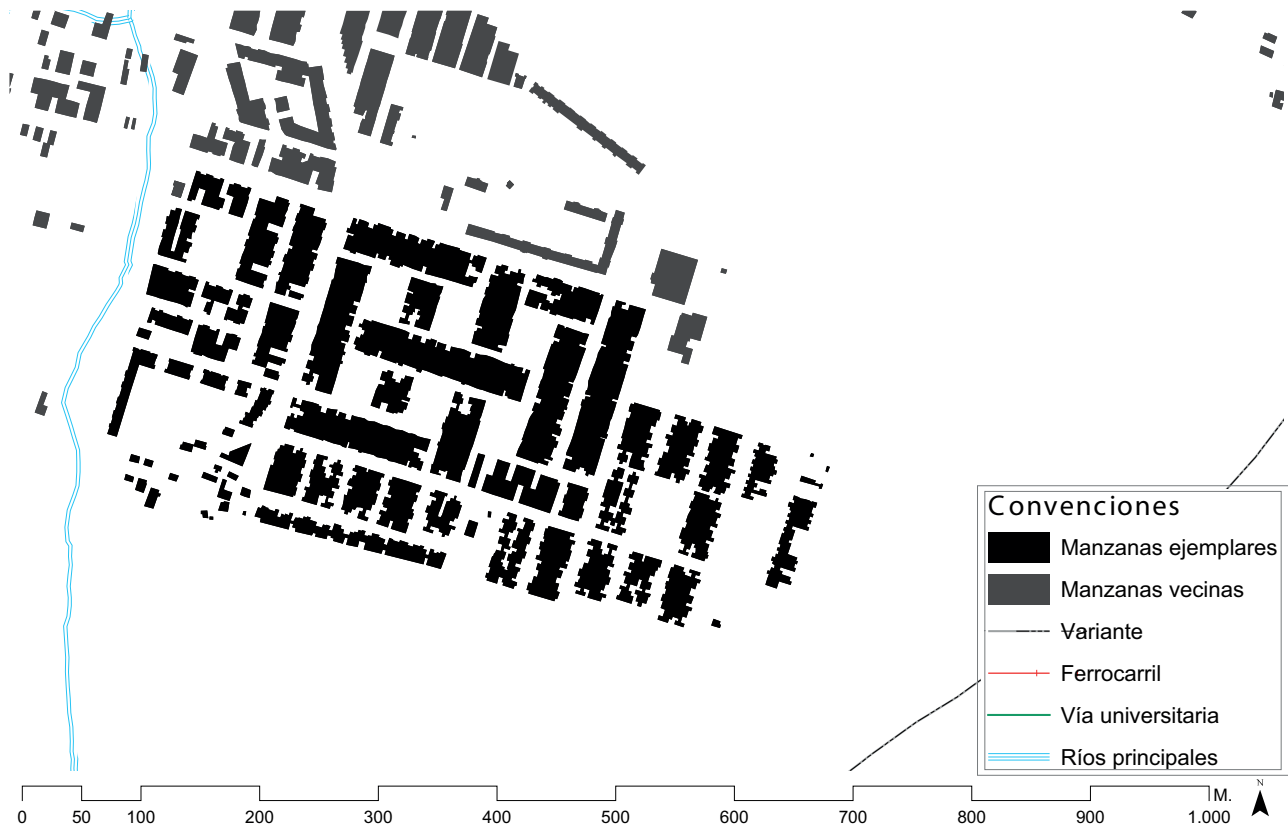 Convenciones
Manzanas ejemplares
Manzanas vecinas
Variante
Ferrocarril
Vía universitaria
Ríos principales
0 50 100 200 300 400 500 600 700 800 900 1.000 M.
N